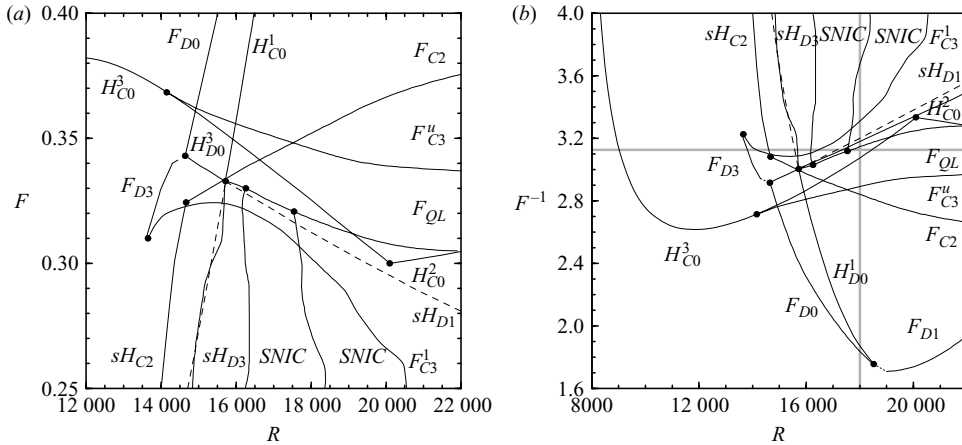 (a)
0.40
0.35
F
0.30
0.25
12 000
14 000
16 000
18 000
20 000
22 000
R
F_{D0}
H^1_{C0}
F_{C2}
H^3_{C0}
H^3_{D0}
F^u_{C3}
F_{D3}
F_{QL}
H^2_{C0}
sH_{D1}
sH_{C2}
sH_{D3}
SNIC
SNIC
F^1_{C3}
(b)
4.0
3.6
3.2
F^{-1}
2.8
2.4
2.0
1.6
8000
12 000
16 000
20 000
R
sH_{C2}
sH_{D3}
SNIC
SNIC
F^1_{C3}
sH_{D1}
H^2_{C0}
F_{D3}
F_{QL}
F^u_{C3}
F_{C2}
H^3_{C0}
H^1_{D0}
F_{D0}
F_{D1}